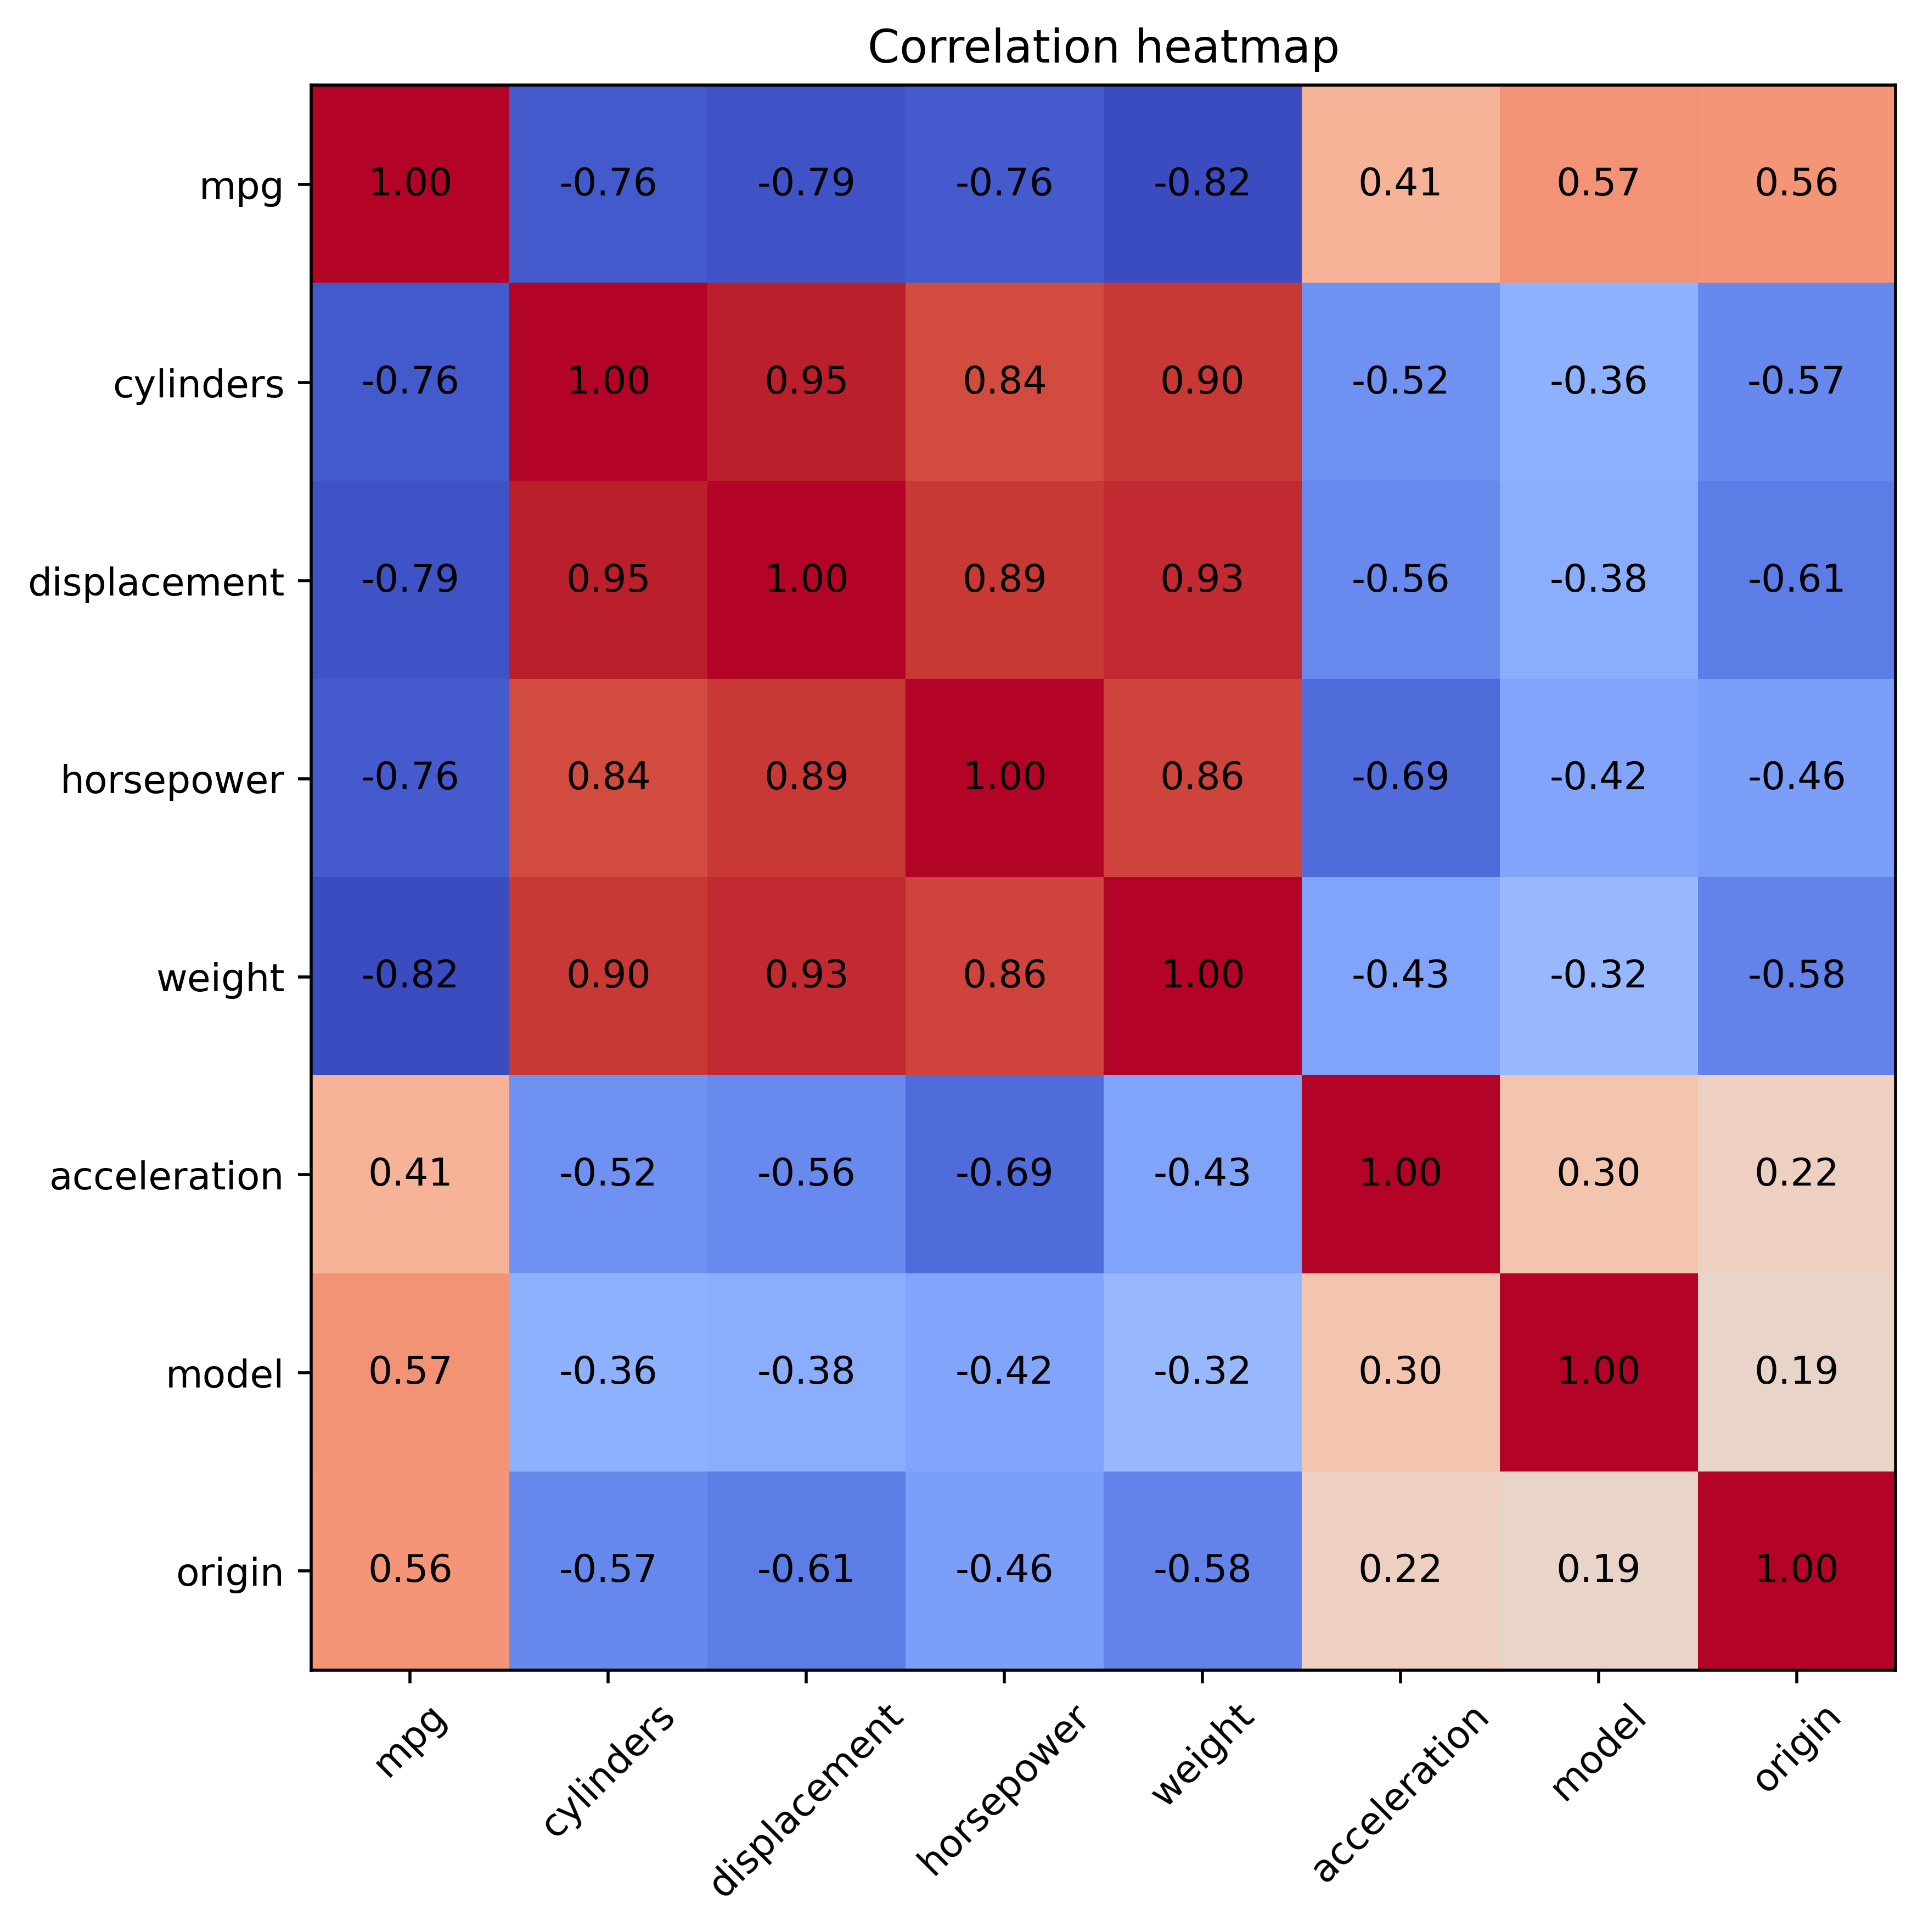 Correlation heatmap
mpg 1.00 -0.76 -0.79 -0.76 -0.82 0.41 0.57 0.56
cylinders -0.76 1.00 0.95 0.84 0.90 -0.52 -0.36 -0.57
displacement -0.79 0.95 1.00 0.89 0.93 -0.56 -0.38 -0.61
horsepower -0.76 0.84 0.89 1.00 0.86 -0.69 -0.42 -0.46
weight -0.82 0.90 0.93 0.86 1.00 -0.43 -0.32 -0.58
acceleration 0.41 -0.52 -0.56 -0.69 -0.43 1.00 0.30 0.22
model 0.57 -0.36 -0.38 -0.42 -0.32 0.30 1.00 0.19
origin 0.56 -0.57 -0.61 -0.46 -0.58 0.22 0.19 1.00
mpg cylinders displacement horsepower weight acceleration model origin